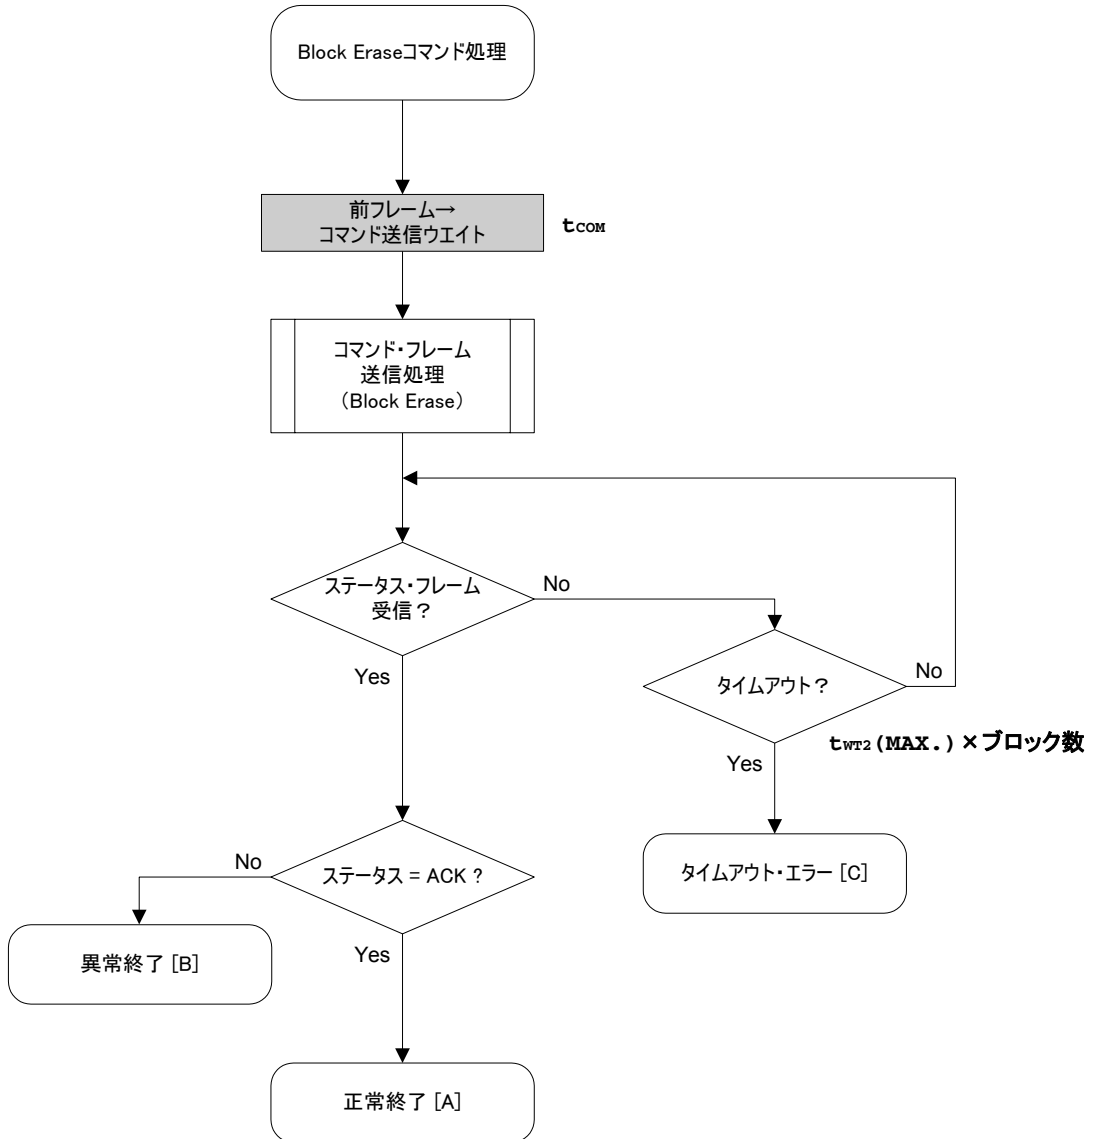 Block Eraseコマンド処理
前フレーム→
コマンド送信ウエイト
tCOM
コマンド・フレーム
送信処理
（Block Erase）
ステータス・フレーム
受信？
No
Yes
タイムアウト？
No
tWT2(MAX.)×ブロック数
Yes
タイムアウト・エラー [C]
ステータス = ACK ?
No
Yes
異常終了 [B]
正常終了 [A]